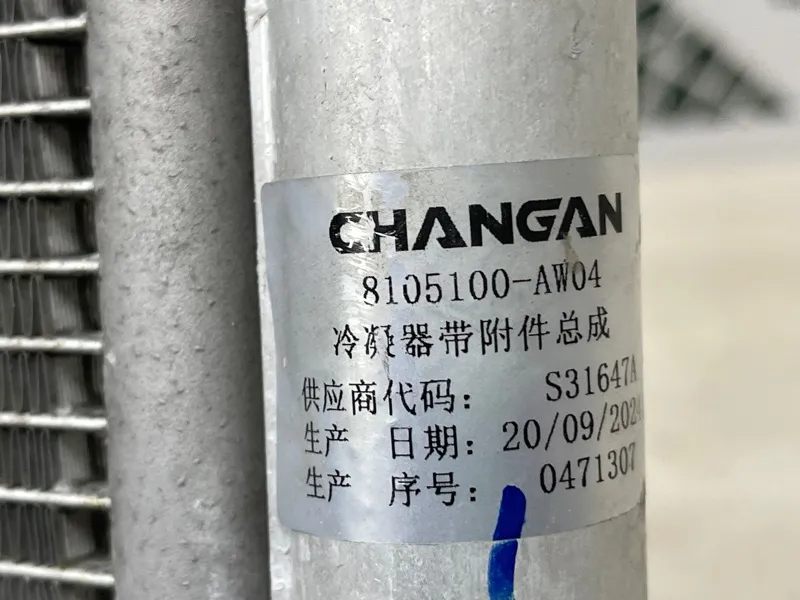 CHANGAN
8105100-AW04
冷凝器带附件总成
供应商代码: S31647A
生产 日期: 20/09/2024
生产 序号: 0471307